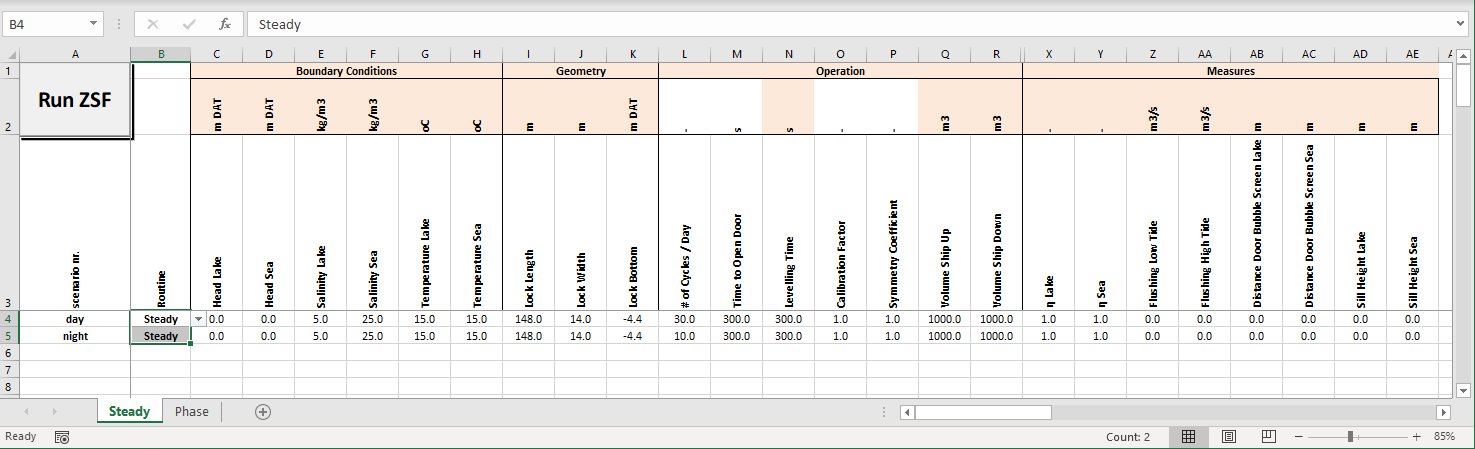 B4 fx Steady
A B C D E F G H I J K L M N O P Q R X Y Z AA AB AC AD AE
1 Boundary Conditions Geometry Operation Measures
Run ZSF
2 m DAT m DAT kg/m3 kg/m3 oC oC m m m DAT - s s - - m3 m3 - - m3/s m3/s m m m m
3 scenario nr. Routine Head Lake Head Sea Salinity Lake Salinity Sea Temperature Lake Temperature Sea Lock Length Lock Width Lock Bottom # of Cycles / Day Time to Open Door Levelling Time Calibration Factor Symmetry Coefficient Volume Ship Up Volume Ship Down η Lake η Sea Flushing Low Tide Flushing High Tide Distance Door Bubble Screen Lake Distance Door Bubble Screen Sea Sill Height Lake Sill Height Sea
4 day Steady 0.0 0.0 5.0 25.0 15.0 15.0 148.0 14.0 -4.4 30.0 300.0 300.0 1.0 1.0 1000.0 1000.0 1.0 1.0 0.0 0.0 0.0 0.0 0.0 0.0
5 night Steady 0.0 0.0 5.0 25.0 15.0 15.0 148.0 14.0 -4.4 10.0 300.0 300.0 1.0 1.0 1000.0 1000.0 1.0 1.0 0.0 0.0 0.0 0.0 0.0 0.0
6
7
8
Steady Phase
Ready Count: 2 85%